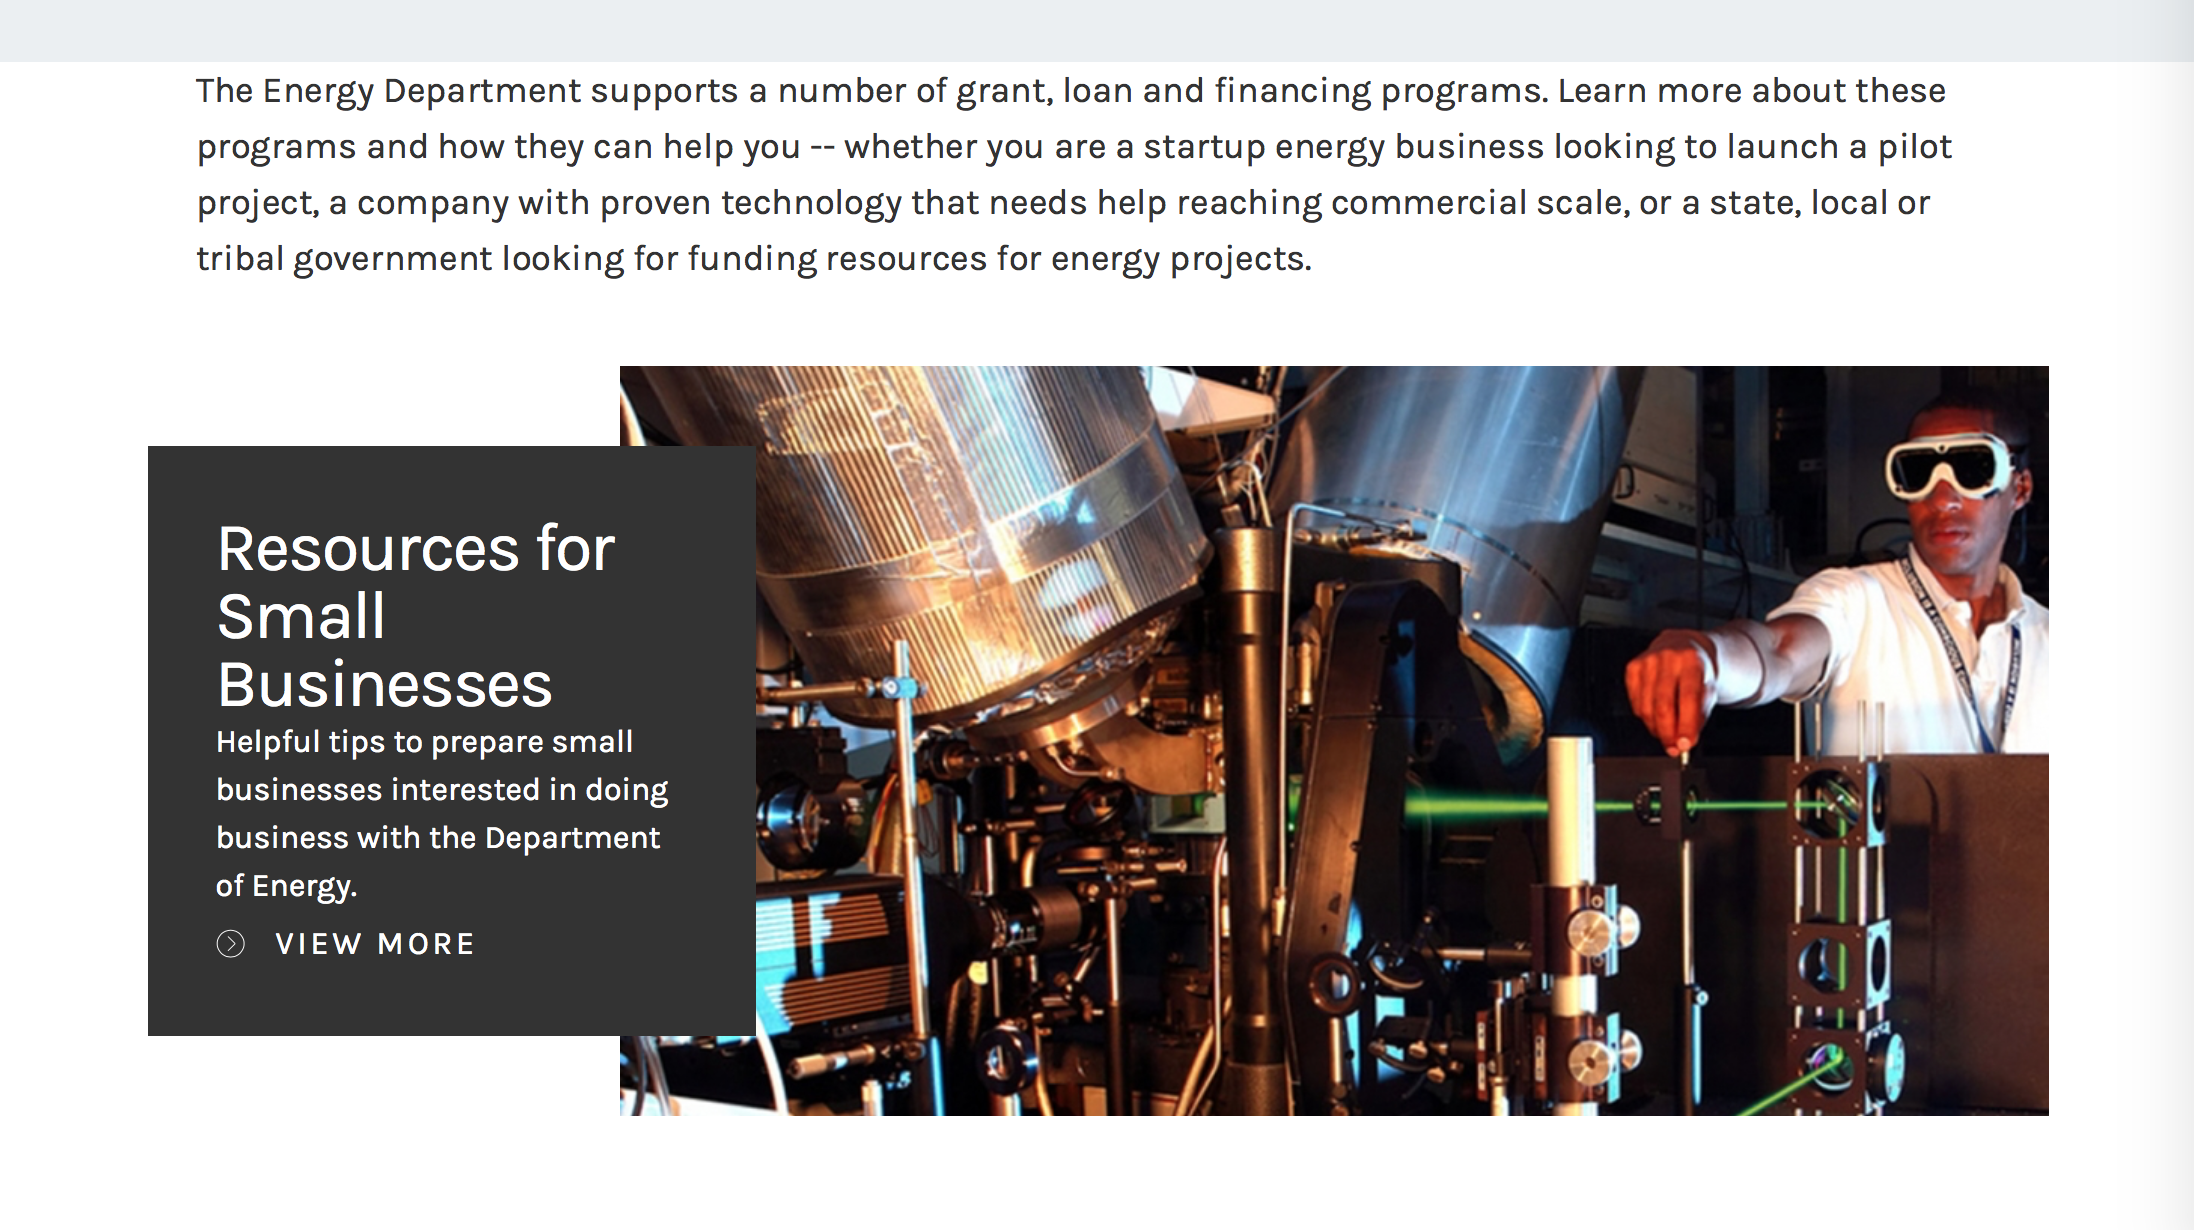 The Energy Department supports a number of grant, loan and financing programs. Learn more about these
programs and how they can help you -- whether you are a startup energy business looking to launch a pilot
project, a company with proven technology that needs help reaching commercial scale, or a state, local or
tribal government looking for funding resources for energy projects.
Resources for
Small
Businesses
Helpful tips to prepare small
businesses interested in doing
business with the Department
of Energy.
VIEW MORE